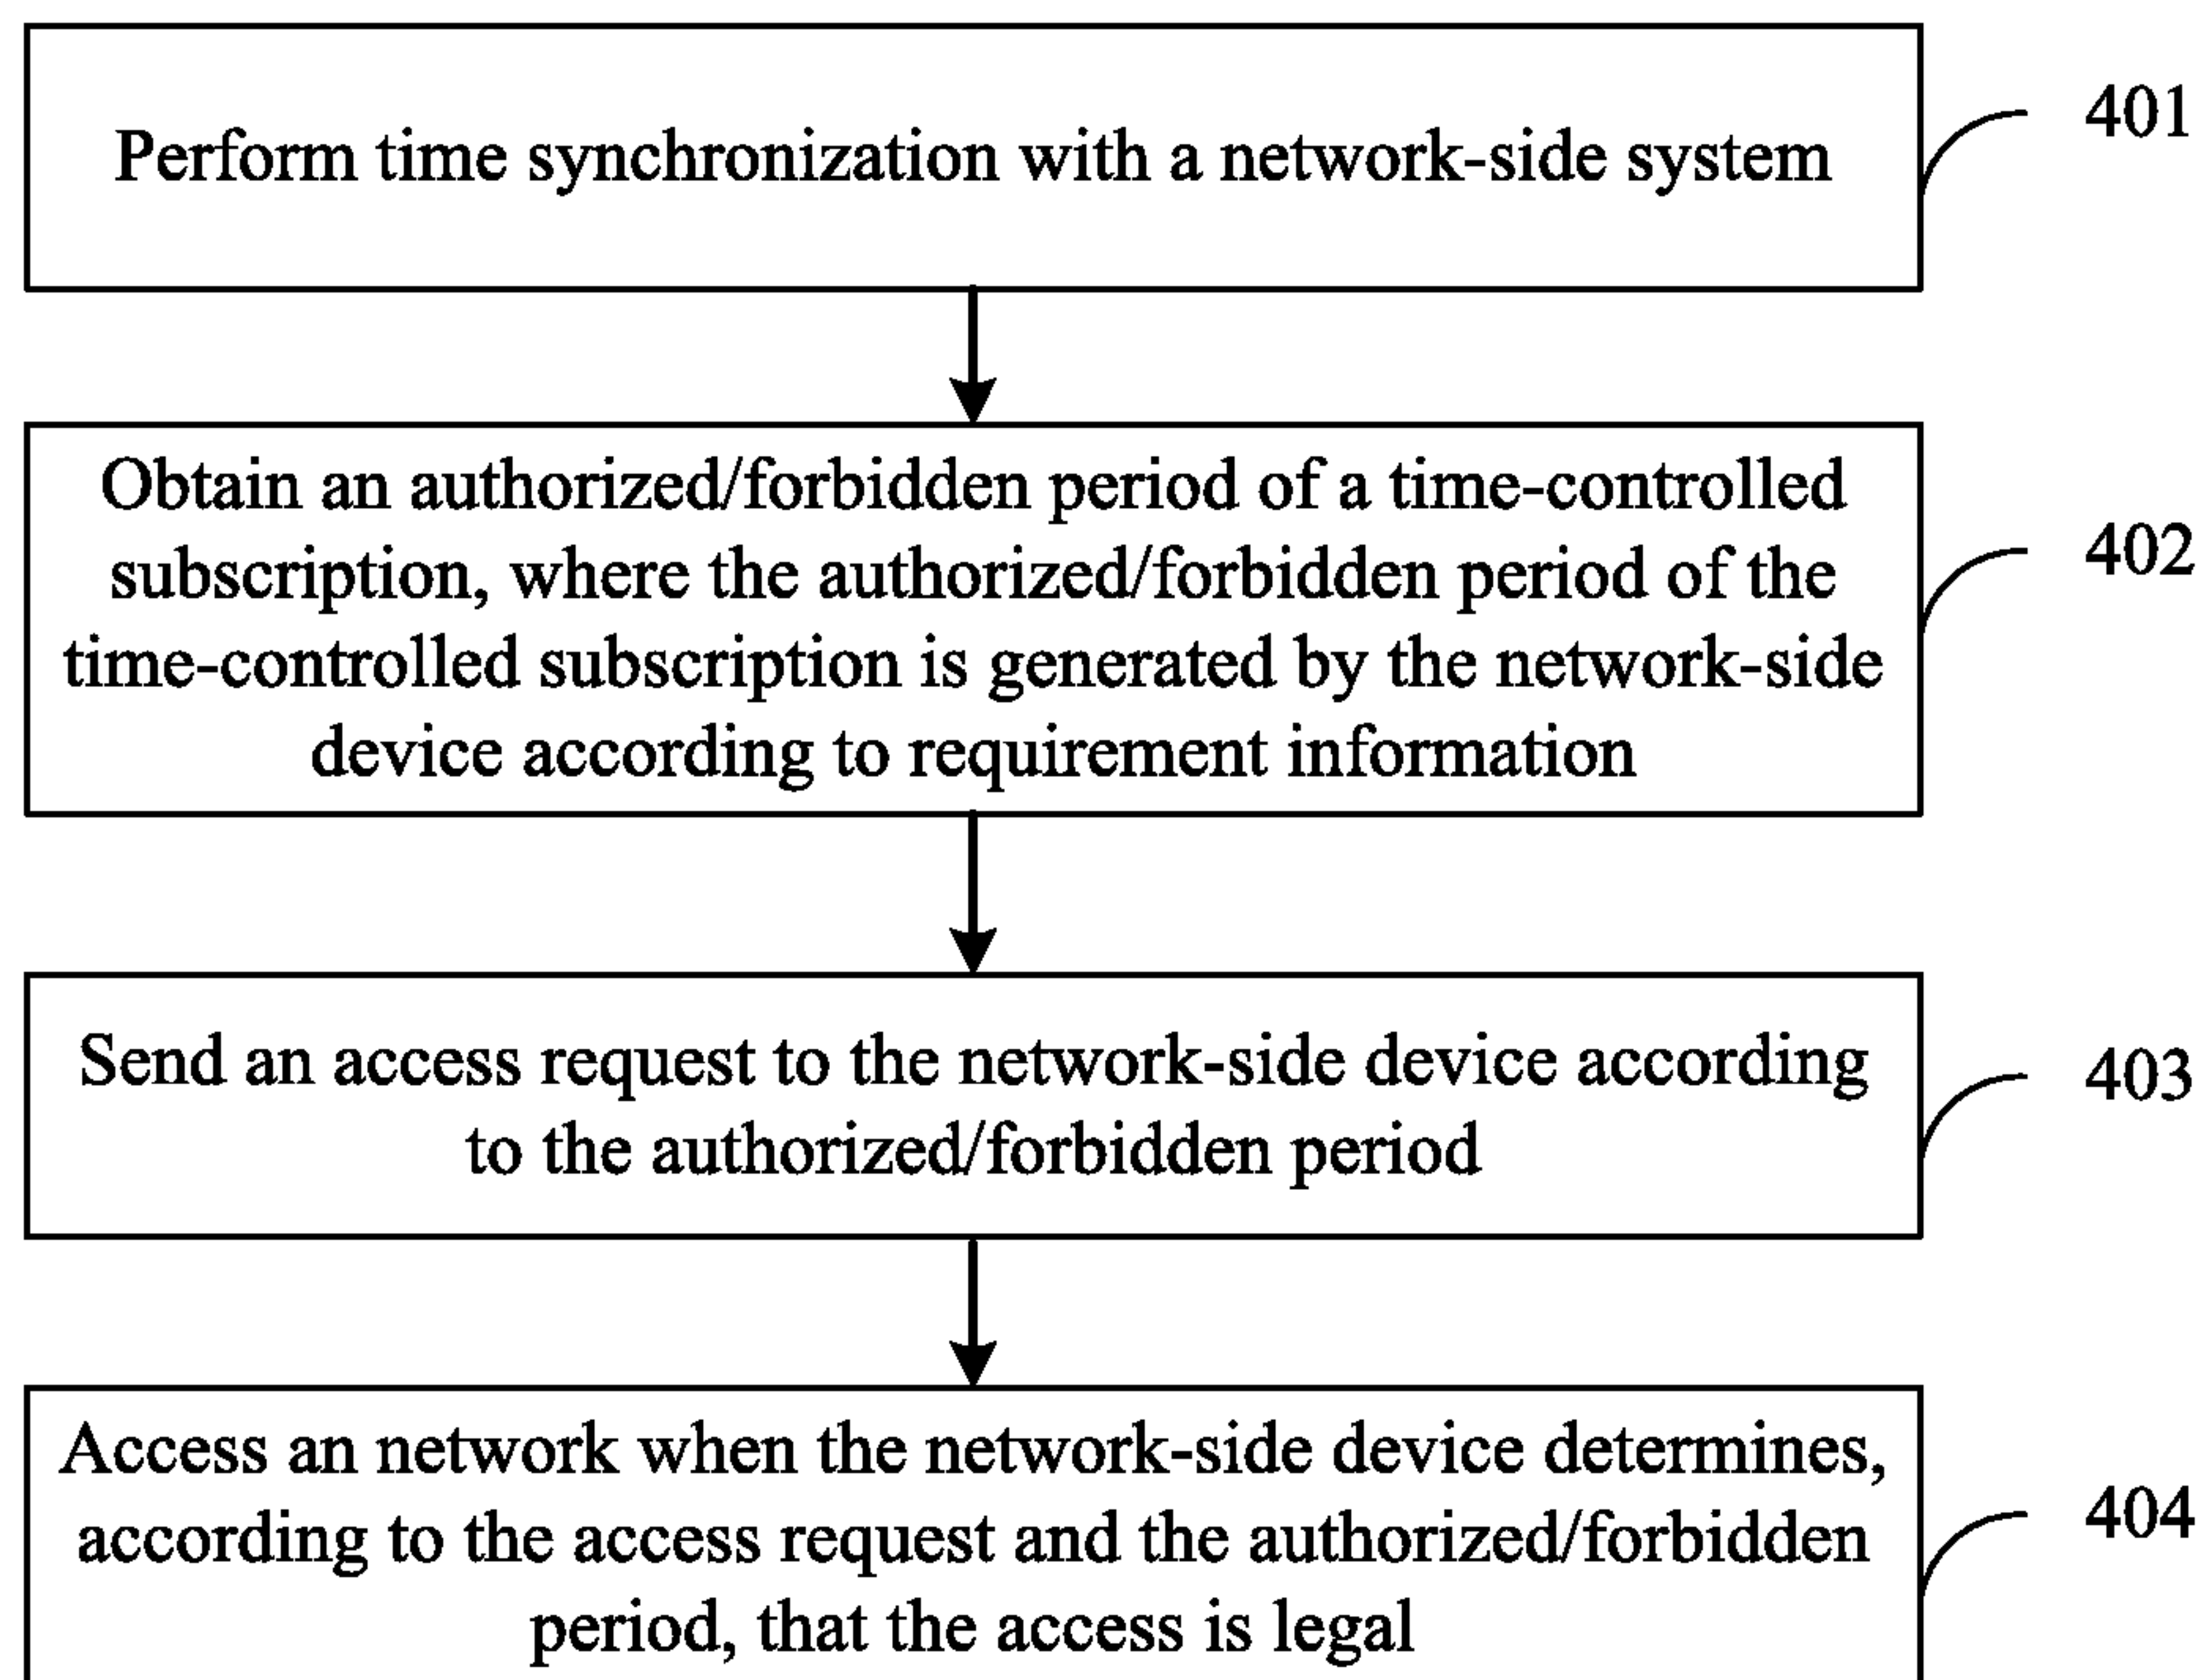 Perform time synchronization with a network-side system
401
Obtain an authorized/forbidden period of a time-controlled
subscription, where the authorized/forbidden period of the
time-controlled subscription is generated by the network-side
device according to requirement information
402
Send an access request to the network-side device according
to the authorized/forbidden period
403
Access an network when the network-side device determines,
according to the access request and the authorized/forbidden
period, that the access is legal
404